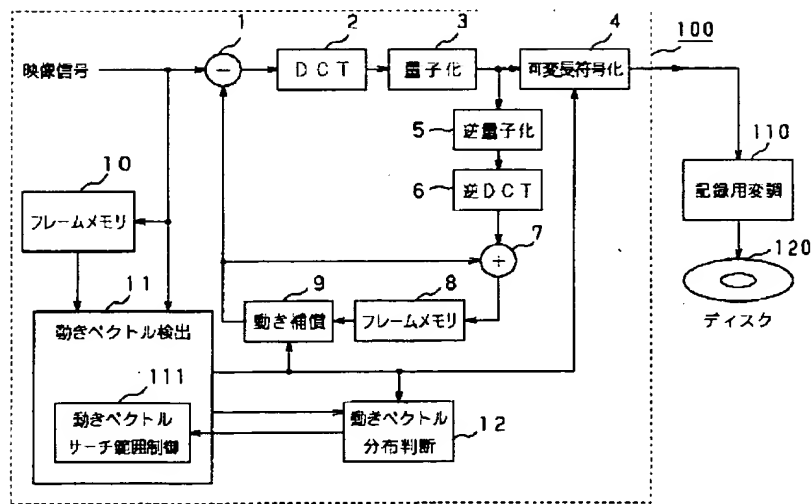 1
2
3
4
100
映像信号
−
DCT
量子化
可変長符号化
5
逆量子化
110
10
6
逆DCT
記録用変調
フレームメモリ
7
+
120
11
9
8
動きベクトル検出
動き補償
フレームメモリ
ディスク
111
動きベクトル
サーチ範囲制御
動きベクトル
分布判断
12